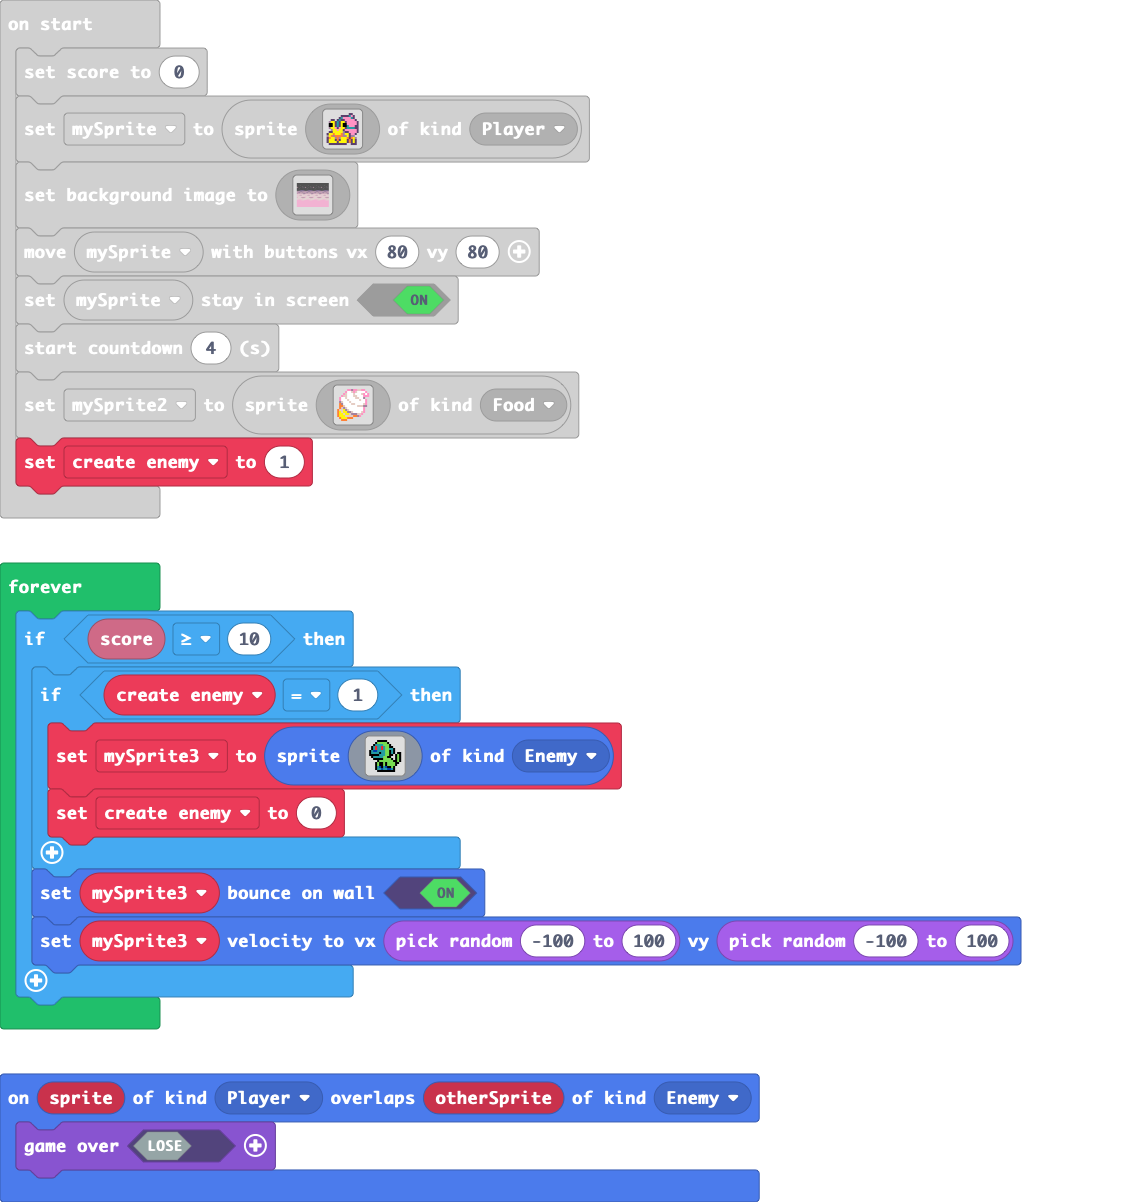 on start
set score to 0
set mySprite to sprite of kind Player
set background image to
move mySprite with buttons vx 80 vy 80
set mySprite stay in screen ON
start countdown 4 (s)
set mySprite2 to sprite of kind Food
set create enemy to 1
forever
if score ≥ 10 then
if create enemy = 1 then
set mySprite3 to sprite of kind Enemy
set create enemy to 0
set mySprite3 bounce on wall ON
set mySprite3 velocity to vx pick random -100 to 100 vy pick random -100 to 100
on sprite of kind Player overlaps otherSprite of kind Enemy
game over LOSE